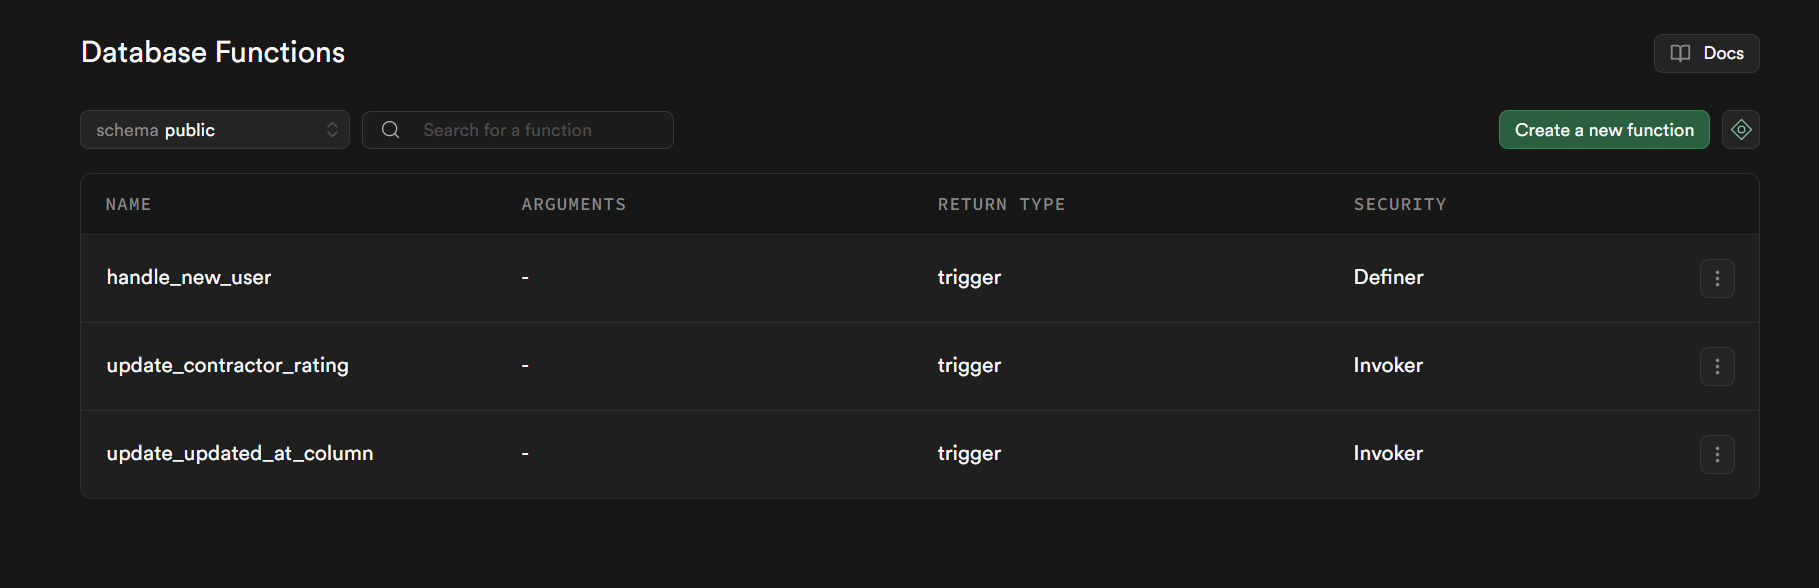 Database Functions
Docs
schema public
Search for a function
Create a new function
NAME ARGUMENTS RETURN TYPE SECURITY
handle_new_user - trigger Definer
update_contractor_rating - trigger Invoker
update_updated_at_column - trigger Invoker